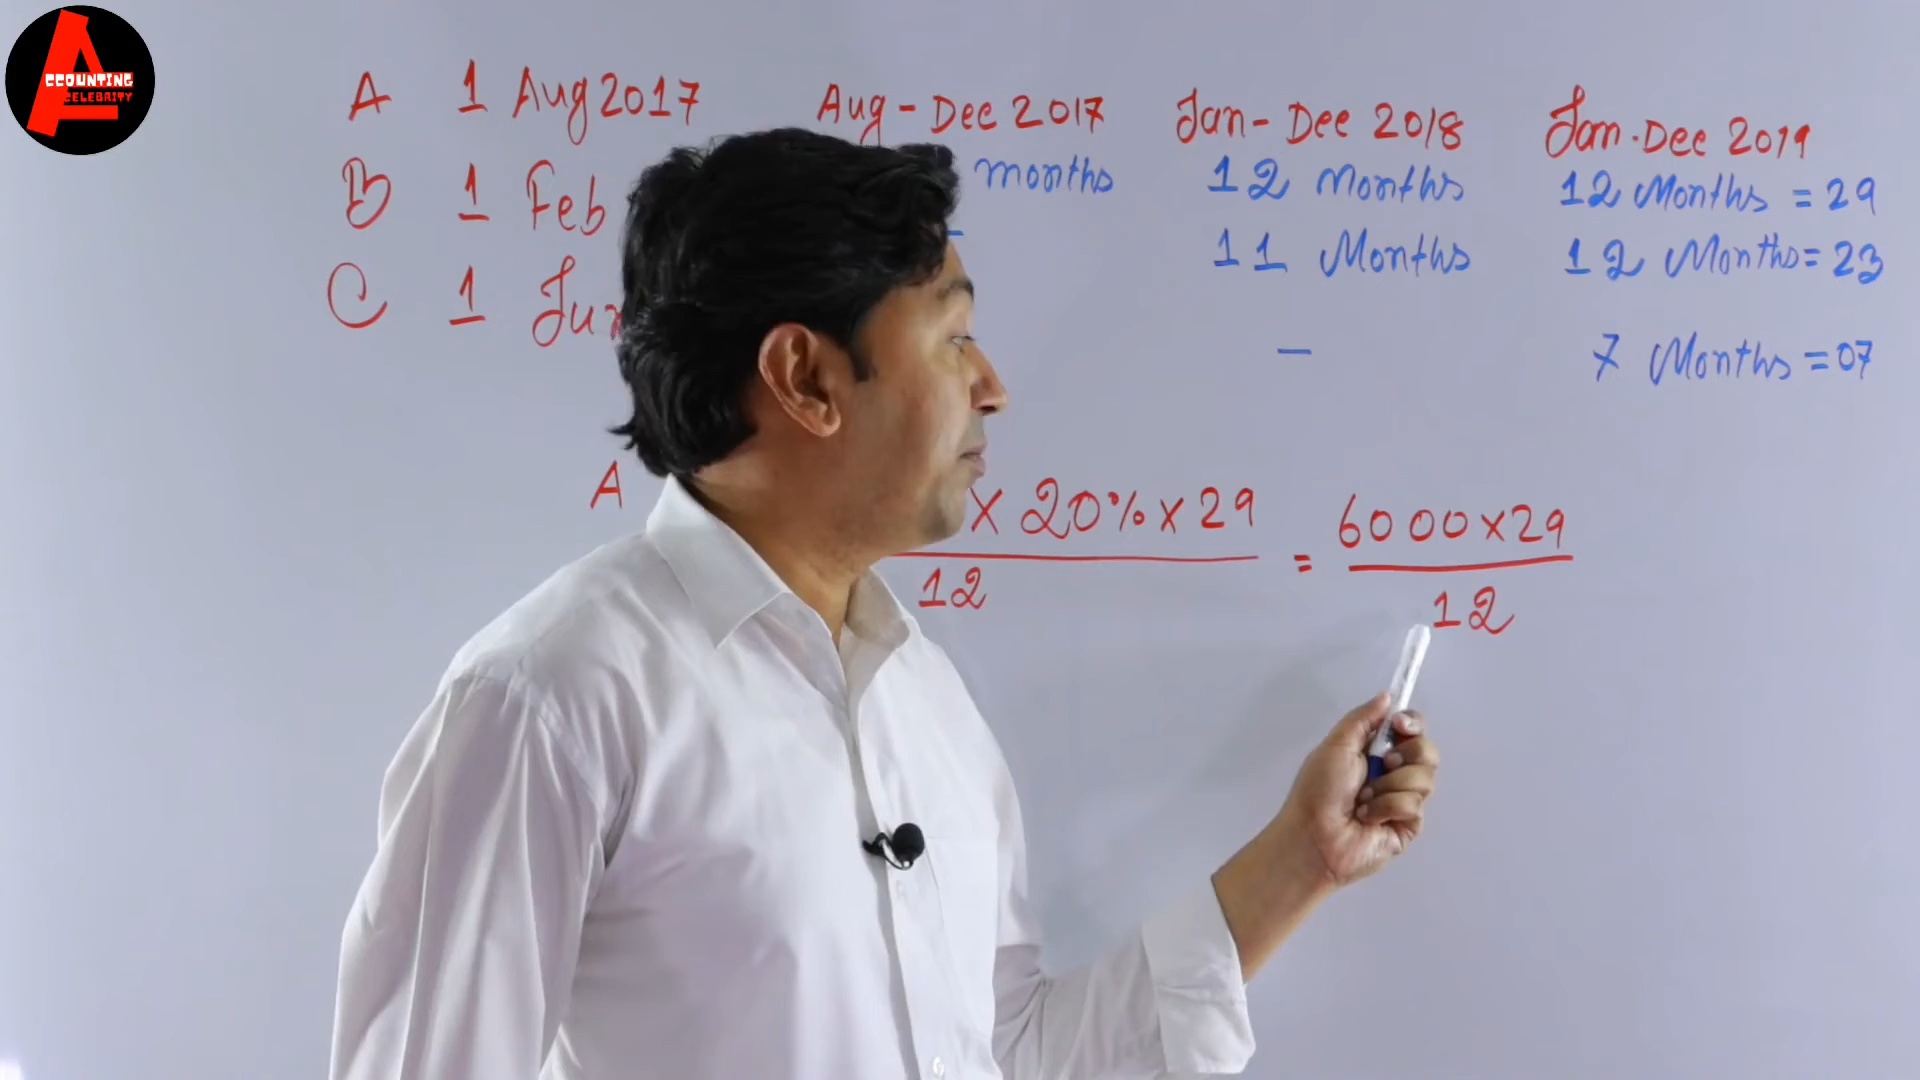 ACCOUNTING
CELEBRITY
A 1 Aug 2017 Aug - Dec 2017 Jan - Dec 2018 Jan - Dec 2019
months 12 Months 12 Months = 29
B 1 Feb - 11 Months 12 Months = 23
C 1 - 7 Months = 07
A X 20% X 29 = 6000 X 29
12 12